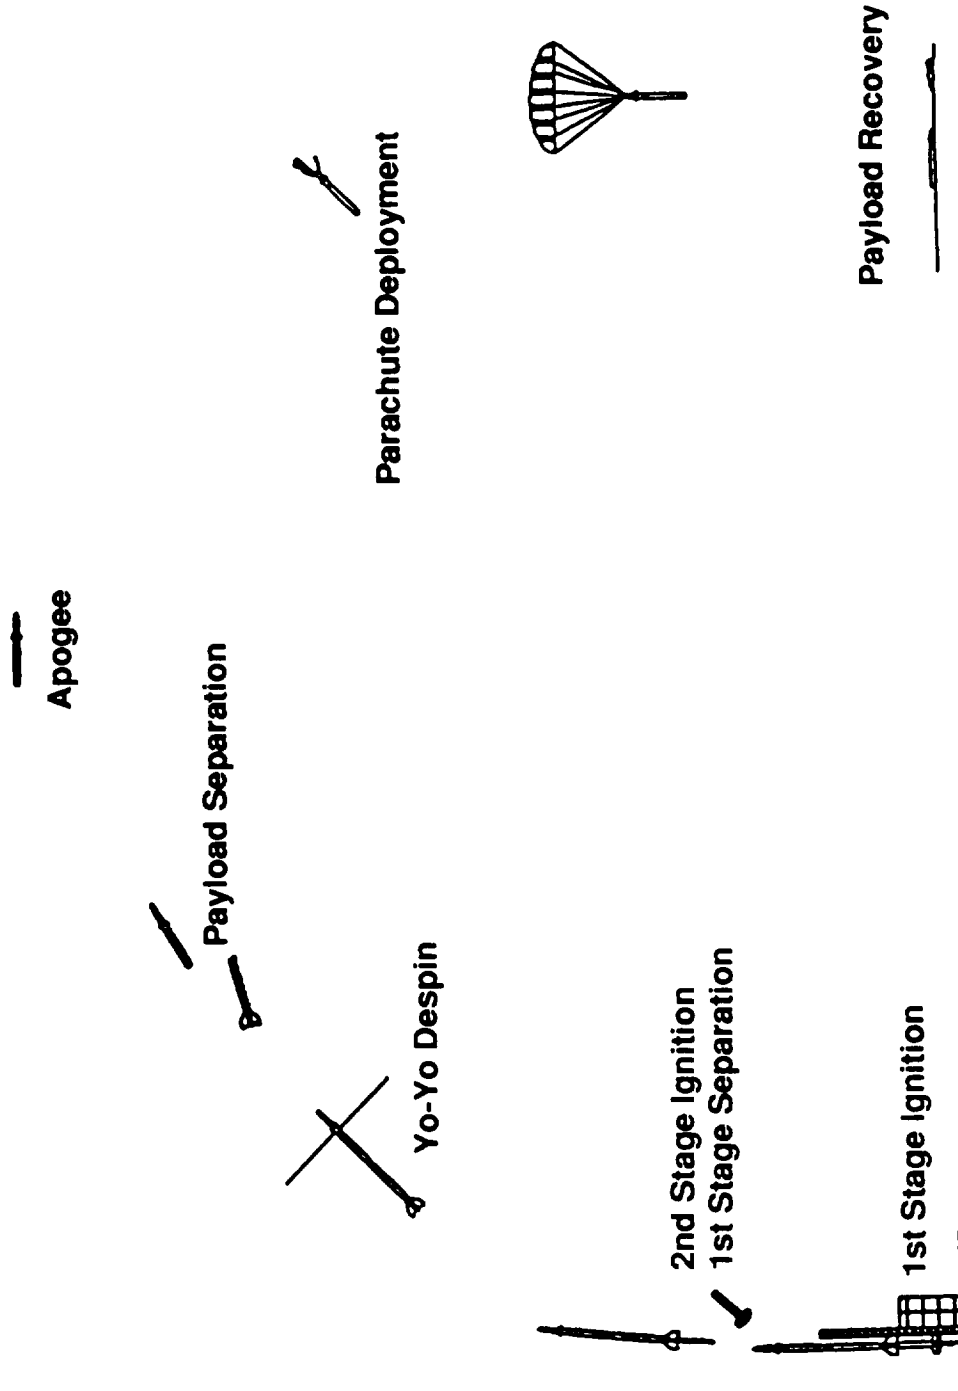 Apogee
Payload Separation
Parachute Deployment
Yo-Yo Despin
2nd Stage Ignition
1st Stage Separation
Payload Recovery
1st Stage Ignition